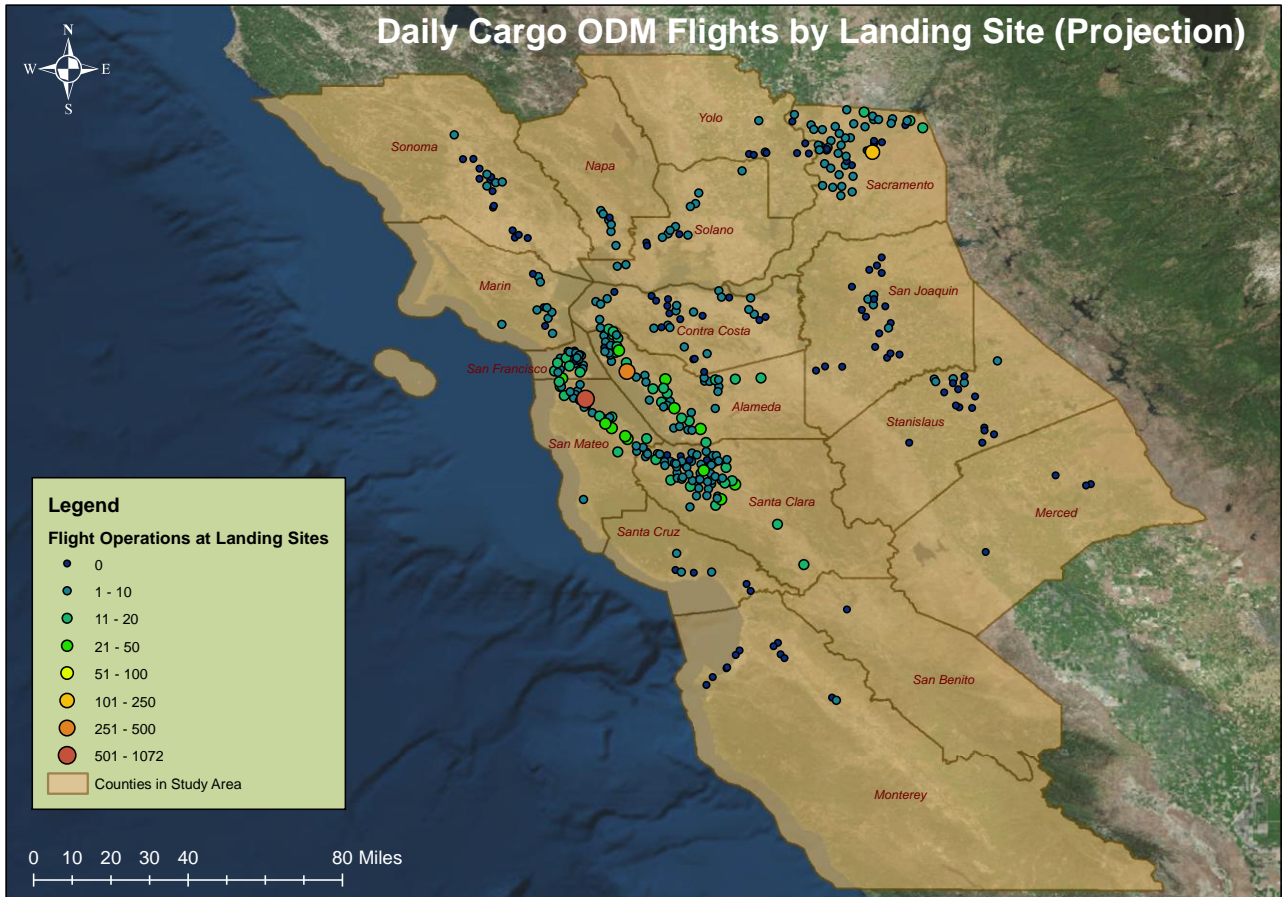 Daily Cargo ODM Flights by Landing Site (Projection)
N
W E
S
Yolo
Sonoma
Napa
Sacramento
Solano
Marin
San Joaquin
Contra Costa
San Francisco
Alameda
Stanislaus
San Mateo
Santa Clara
Merced
Santa Cruz
San Benito
Monterey
Legend
Flight Operations at Landing Sites
0
1 - 10
11 - 20
21 - 50
51 - 100
101 - 250
251 - 500
501 - 1072
Counties in Study Area
0 10 20 30 40 80 Miles